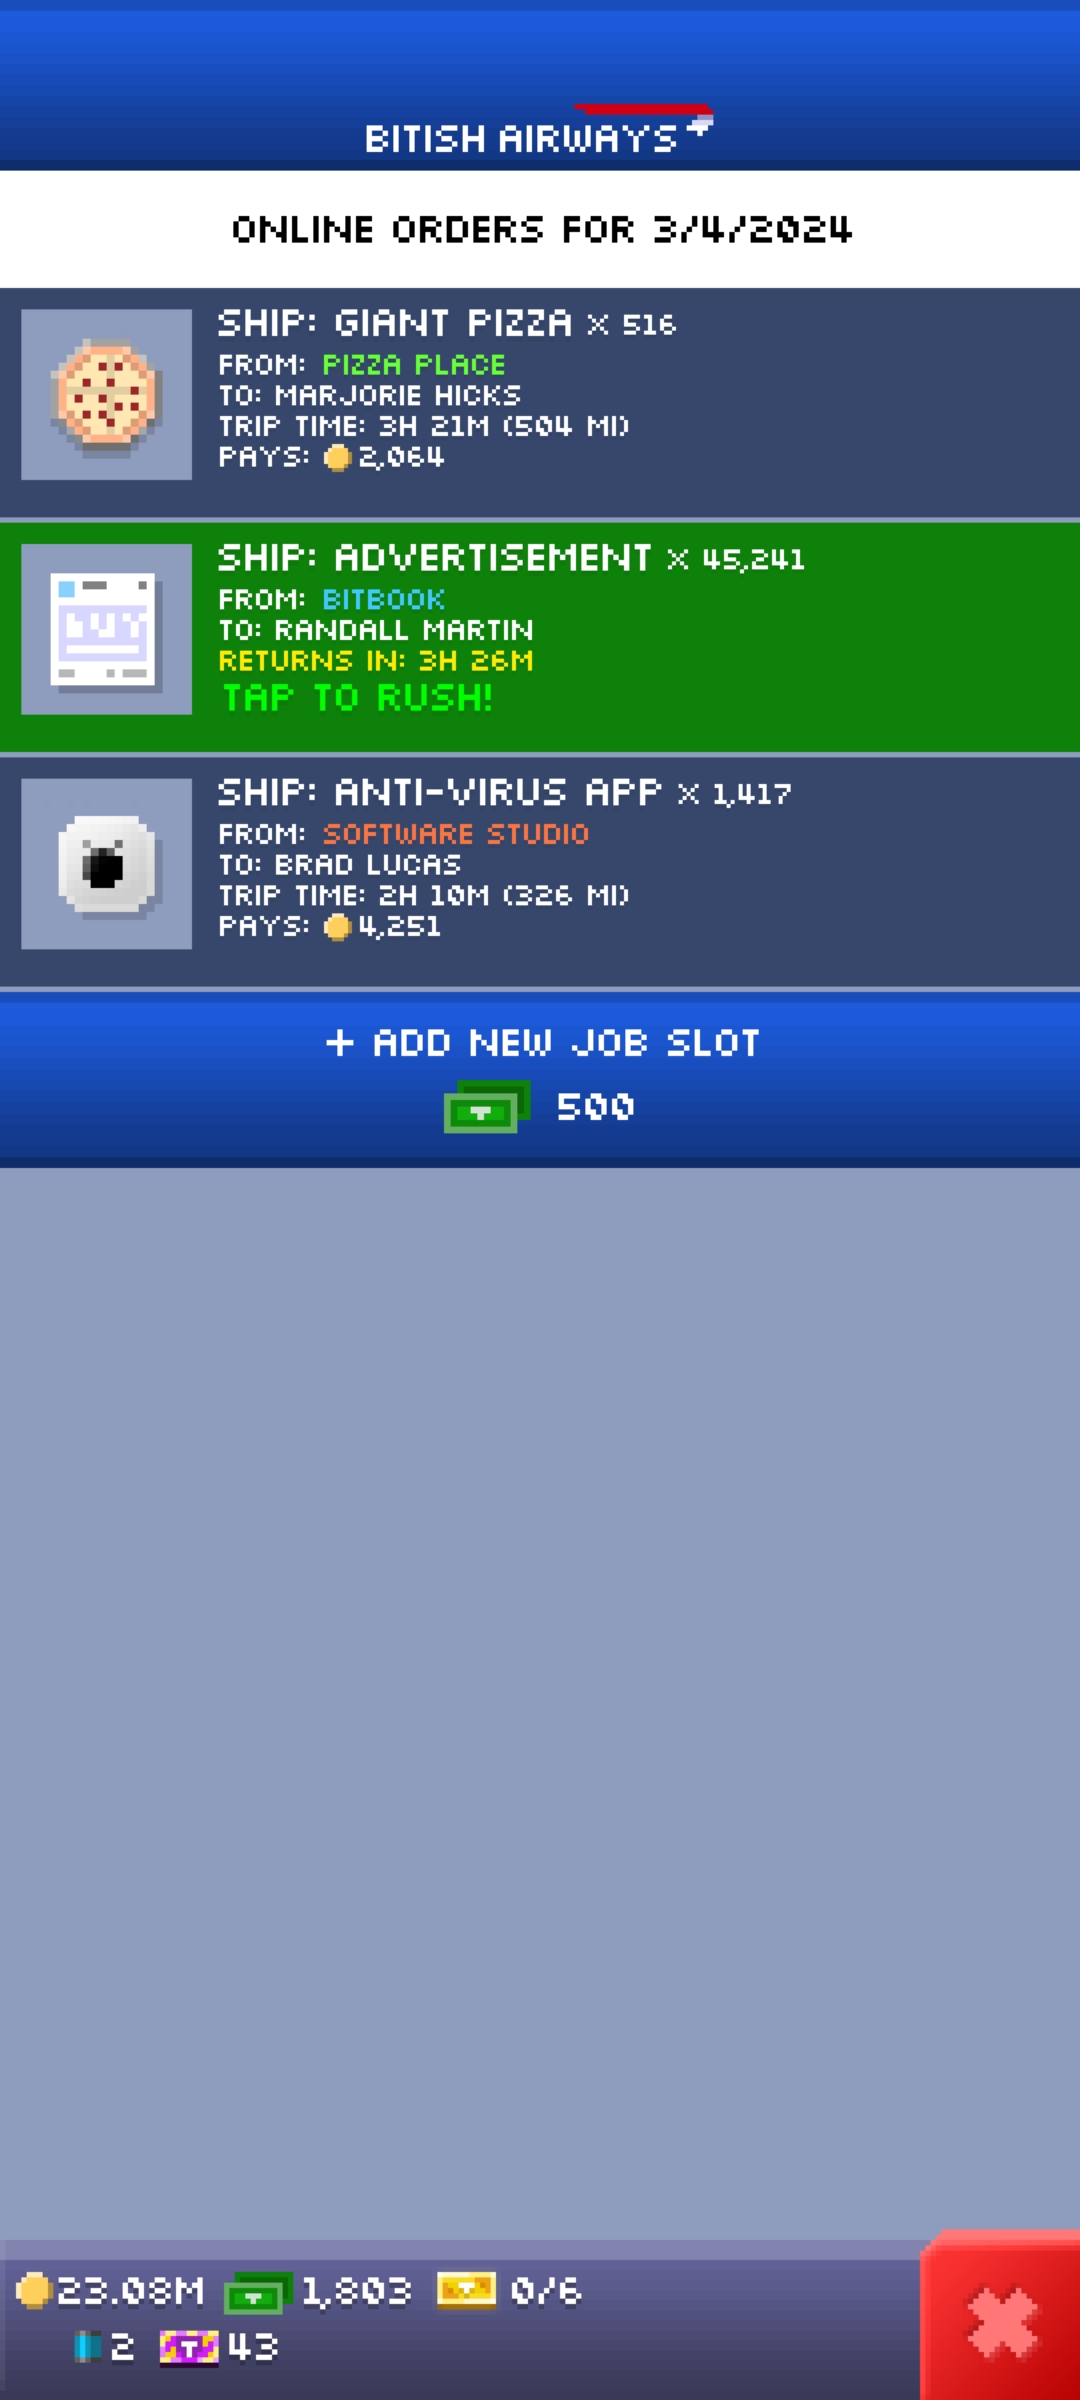 BITISH AIRWAYS
ONLINE ORDERS FOR 3/4/2024
SHIP: GIANT PIZZA X 516
FROM: PIZZA PLACE
TO: MARJORIE HICKS
TRIP TIME: 3H 21M (504 MI)
PAYS: 2,064
SHIP: ADVERTISEMENT X 45,241
FROM: BITBOOK
TO: RANDALL MARTIN
RETURNS IN: 3H 26M
TAP TO RUSH!
SHIP: ANTI-VIRUS APP X 1,417
FROM: SOFTWARE STUDIO
TO: BRAD LUCAS
TRIP TIME: 2H 10M (326 MI)
PAYS: 4,251
+ ADD NEW JOB SLOT
500
23.08M 1,803 0/6
2 43